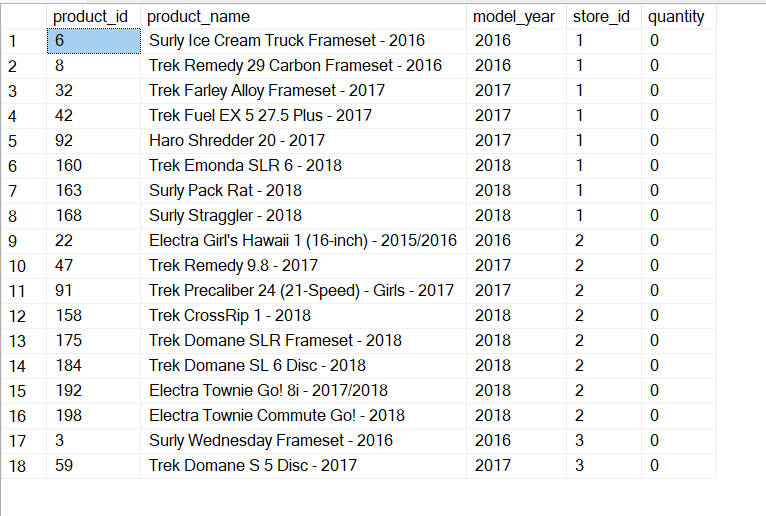 product_id product_name model_year store_id quantity
1 6 Surly Ice Cream Truck Frameset - 2016 2016 1 0
2 8 Trek Remedy 29 Carbon Frameset - 2016 2016 1 0
3 32 Trek Farley Alloy Frameset - 2017 2017 1 0
4 42 Trek Fuel EX 5 27.5 Plus - 2017 2017 1 0
5 92 Haro Shredder 20 - 2017 2017 1 0
6 160 Trek Emonda SLR 6 - 2018 2018 1 0
7 163 Surly Pack Rat - 2018 2018 1 0
8 168 Surly Straggler - 2018 2018 1 0
9 22 Electra Girl's Hawaii 1 (16-inch) - 2015/2016 2016 2 0
10 47 Trek Remedy 9.8 - 2017 2017 2 0
11 91 Trek Precaliber 24 (21-Speed) - Girls - 2017 2017 2 0
12 158 Trek CrossRip 1 - 2018 2018 2 0
13 175 Trek Domane SLR Frameset - 2018 2018 2 0
14 184 Trek Domane SL 6 Disc - 2018 2018 2 0
15 192 Electra Townie Go! 8i - 2017/2018 2018 2 0
16 198 Electra Townie Commute Go! - 2018 2018 2 0
17 3 Surly Wednesday Frameset - 2016 2016 3 0
18 59 Trek Domane S 5 Disc - 2017 2017 3 0